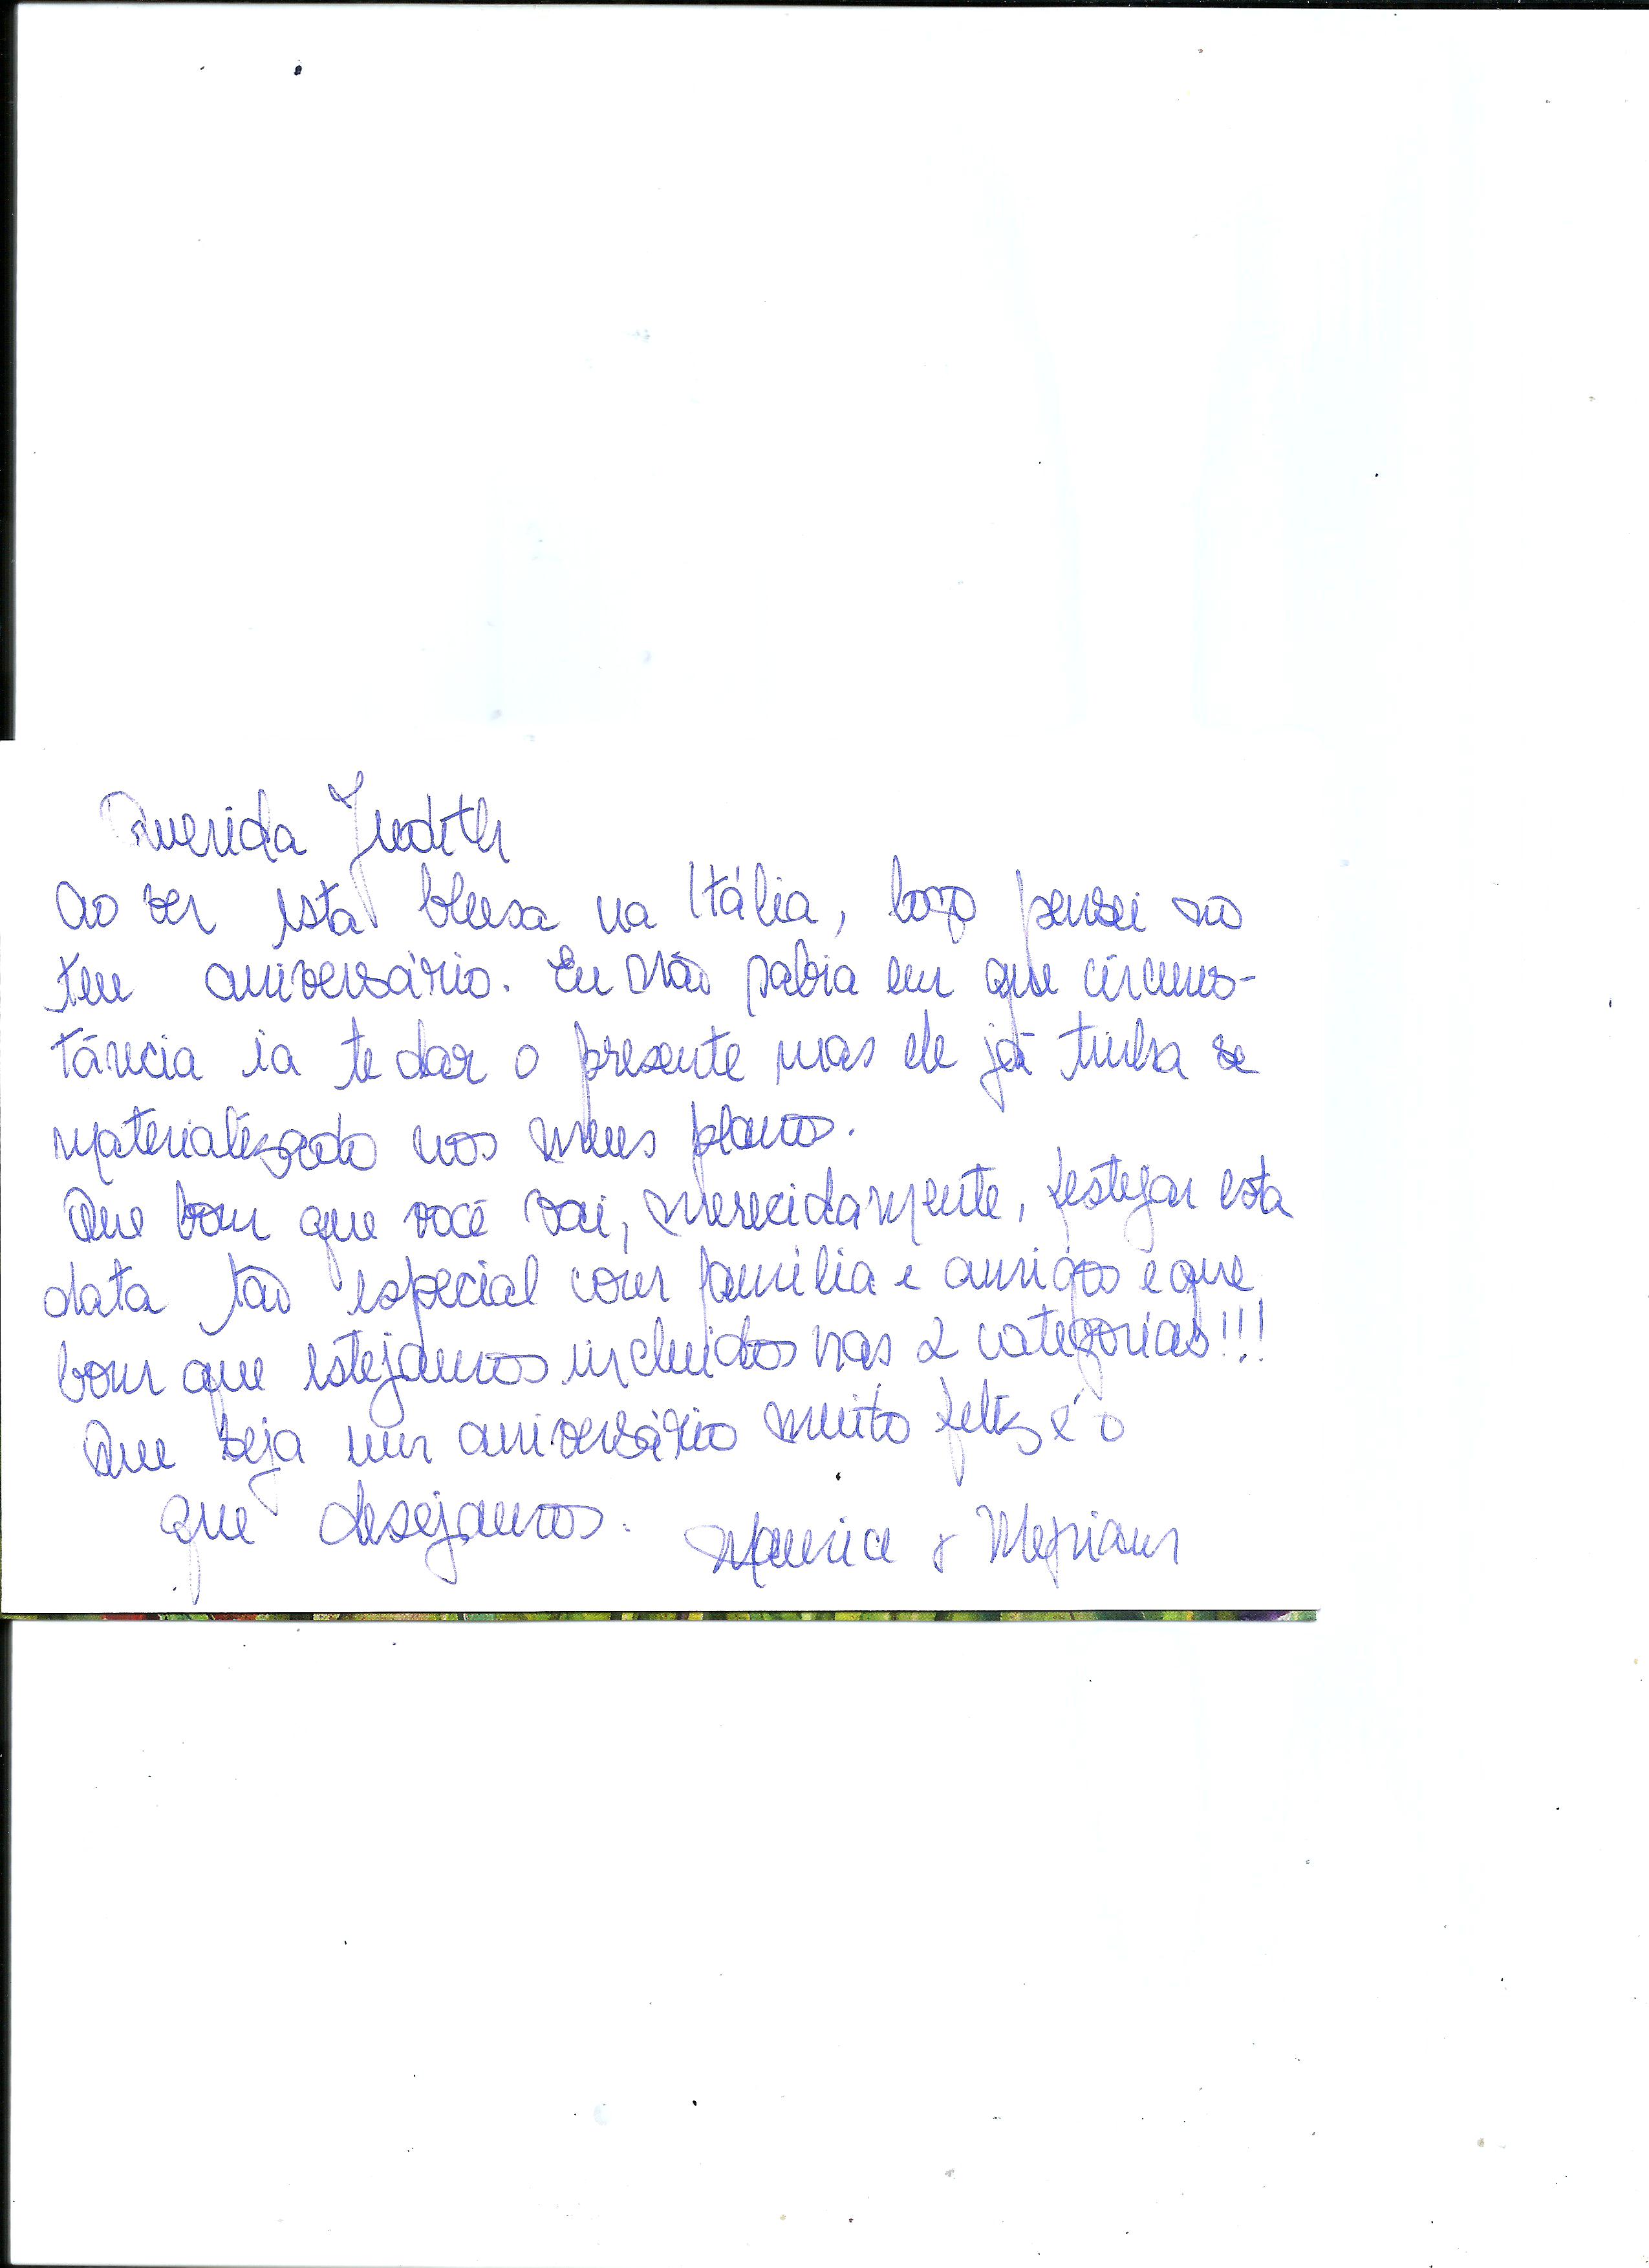 Querida Judith
Ao ver esta blusa na Itália, logo pensei no
teu aniversário. Eu não sabia em que circuns-
tância ia te dar o presente mas ele já tinha se
materializado nos meus planos.
Que bom que você vai, merecidamente, festejar esta
data tão especial com família e amigos e que
bom que estejamos incluidos nas 2 categorias!!!
Que seja um aniversário muito feliz é o
que desejamos.
Maurice &